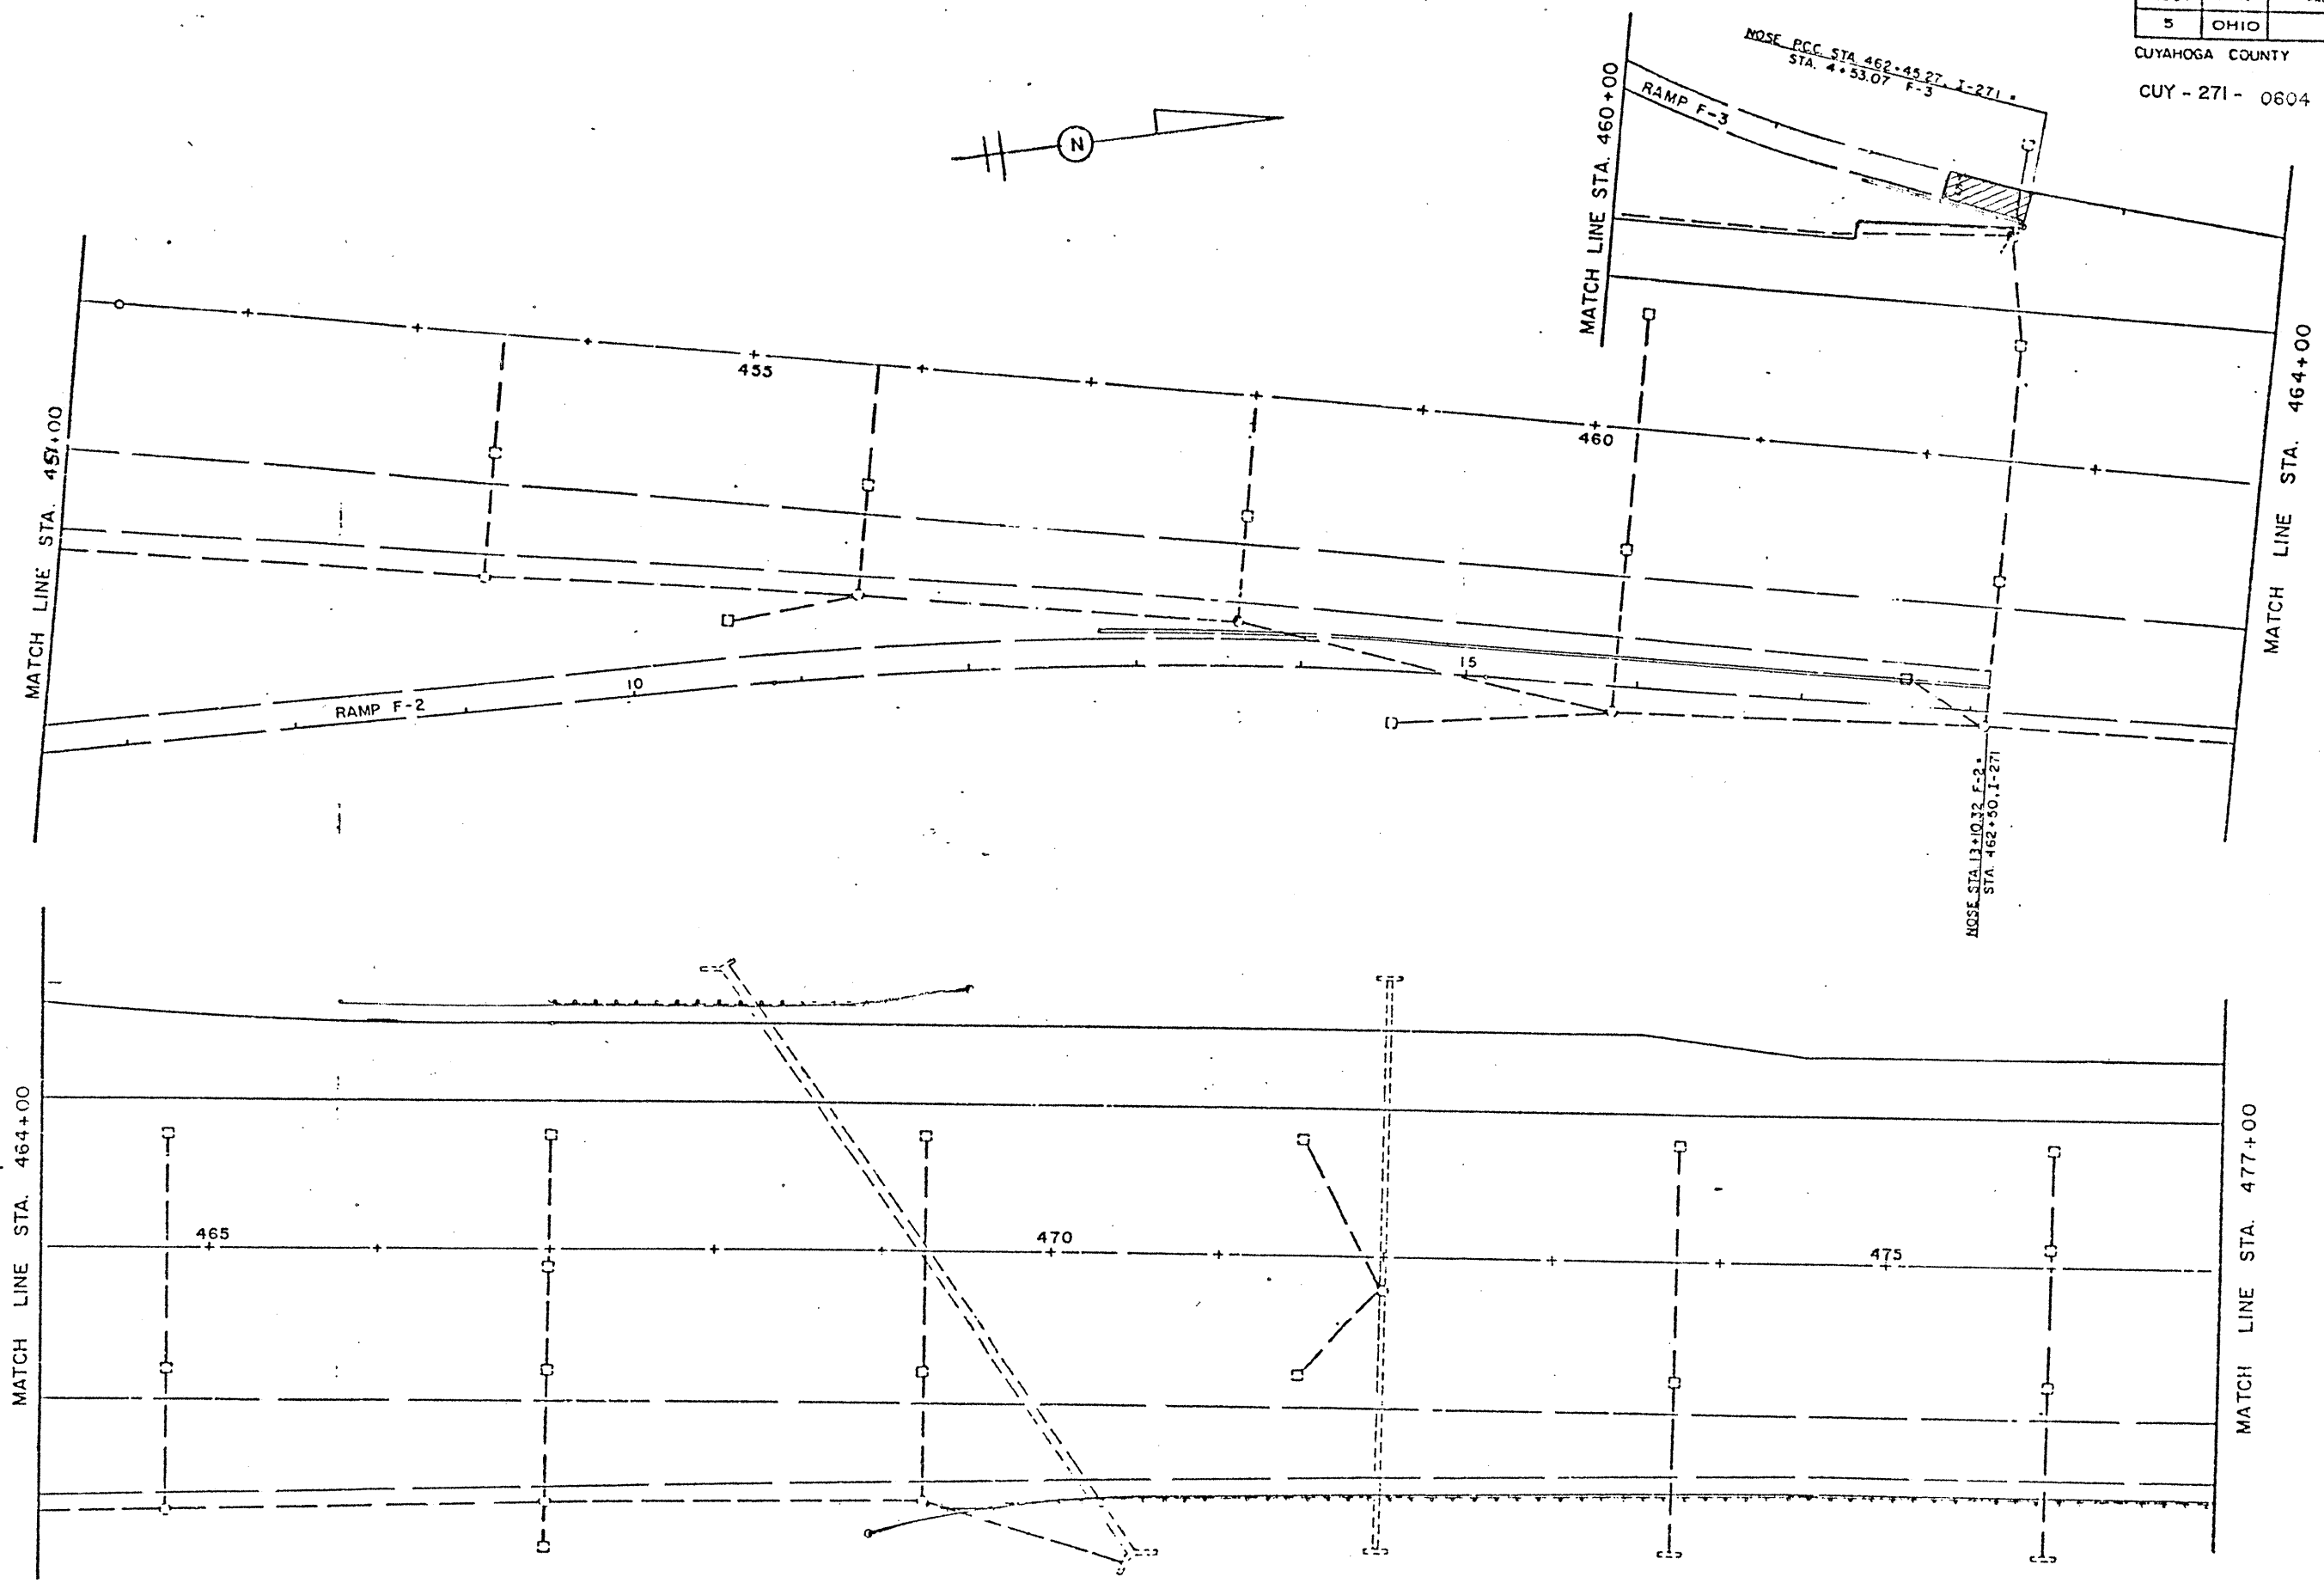 5 OHIO
CUYAHOGA COUNTY
CUY - 271 - 0604
NOSE P.C.C. STA. 462+45.27, I-271 =
STA. 4+53.07 F-3
RAMP F-3
MATCH LINE STA. 460+00
N
MATCH LINE STA. 464+00
455
460
MATCH LINE STA. 451+00
15
10
RAMP F-2
NOSE STA. 13+10.32 F-2 =
STA. 462+50, I-271
MATCH LINE STA. 464+00
465
470
475
MATCH LINE STA. 477+00